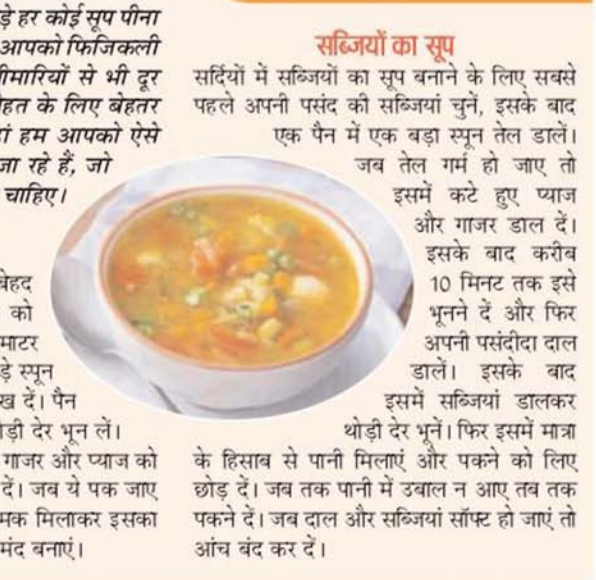 ड़े हर कोई सूप पीना
आपको फिजिकली
मारियों से भी दूर
हत के लिए बेहतर
हम आपको ऐसे
जा रहे हैं, जो
चाहिए।
बेहद
को
माटर
ड़े स्पून
ख दें। पैन
ड़ी देर भून लें।
गाजर और प्याज को
दें। जब ये पक जाए
मक मिलाकर इसका
मंद बनाएं।
सब्जियों का सूप
सर्दियों में सब्जियों का सूप बनाने के लिए सबसे
पहले अपनी पसंद की सब्जियां चुनें, इसके बाद
एक पैन में एक बड़ा स्पून तेल डालें।
जब तेल गर्म हो जाए तो
इसमें कटे हुए प्याज
और गाजर डाल दें।
इसके बाद करीब
10 मिनट तक इसे
भूनने दें और फिर
अपनी पसंदीदा दाल
डालें। इसके बाद
इसमें सब्जियां डालकर
थोड़ी देर भूनें। फिर इसमें मात्रा
के हिसाब से पानी मिलाएं और पकने को लिए
छोड़ दें। जब तक पानी में उबाल न आए तब तक
पकने दें। जब दाल और सब्जियां सॉफ्ट हो जाएं तो
आंच बंद कर दें।